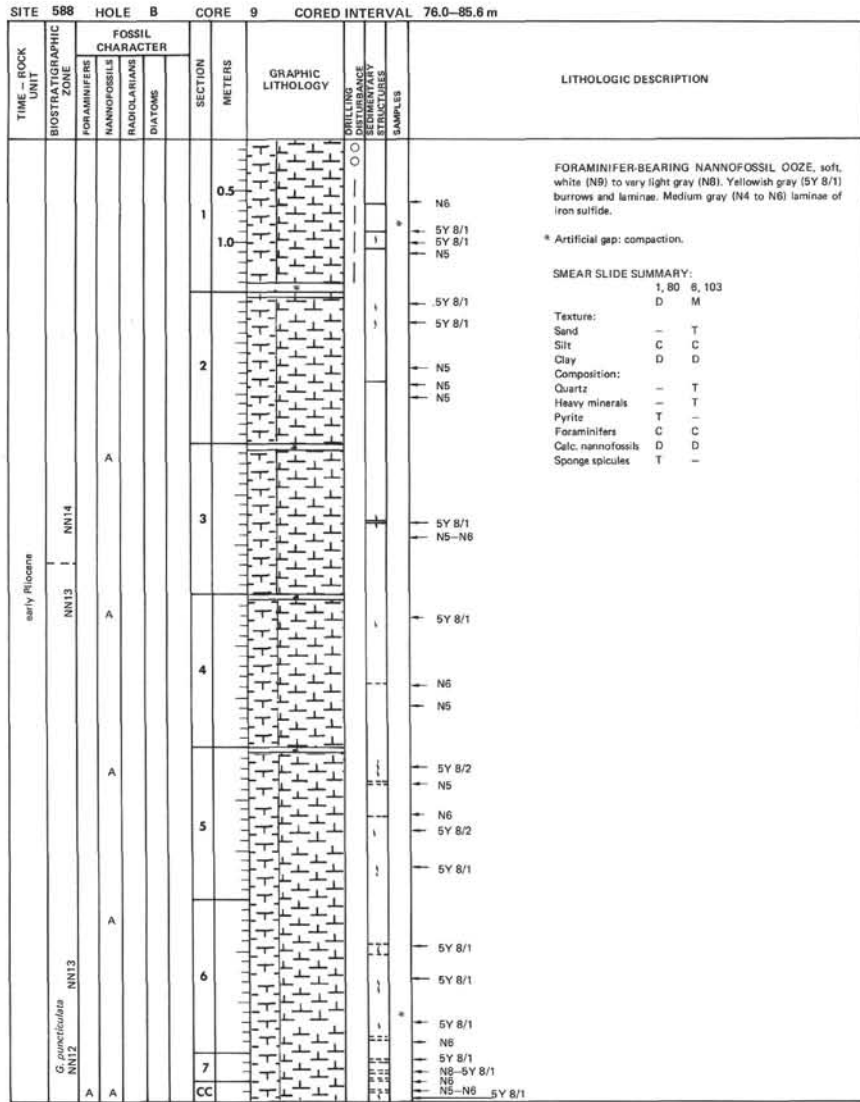 SITE 588 HOLE B CORE 9 CORED INTERVAL 76.0–85.6 m
TIME – ROCK UNIT
BIOSTRATIGRAPHIC ZONE
FOSSIL CHARACTER
FORAMINIFERS
NANNOFOSSILS
RADIOLARIANS
DIATOMS
SECTION
METERS
GRAPHIC LITHOLOGY
DRILLING DISTURBANCE
SEDIMENTARY STRUCTURES
SAMPLES
LITHOLOGIC DESCRIPTION
early Pliocene
NN14
NN13
NN13
G. puncticulata
NN12
A
A
A
A
A A
1
0.5
1.0
2
3
4
5
6
7
CC
*
*
*
*
*
*
N6
5Y 8/1
5Y 8/1
N5
5Y 8/1
5Y 8/1
N5
N5
N5
5Y 8/1
N5–N6
5Y 8/1
N6
N5
5Y 8/2
N5
N6
5Y 8/2
5Y 8/1
5Y 8/1
5Y 8/1
5Y 8/1
N6
5Y 8/1
N8–5Y 8/1
N6
N5–N6
5Y 8/1
FORAMINIFER-BEARING NANNOFOSSIL OOZE, soft,
white (N9) to very light gray (N8). Yellowish gray (5Y 8/1)
burrows and laminae. Medium gray (N4 to N6) laminae of
iron sulfide.
* Artificial gap: compaction.
SMEAR SLIDE SUMMARY:
1, 80 6, 103
D M
Texture:
Sand – T
Silt C C
Clay D D
Composition:
Quartz – T
Heavy minerals – T
Pyrite T –
Foraminifers C C
Calc. nannofossils D D
Sponge spicules T –